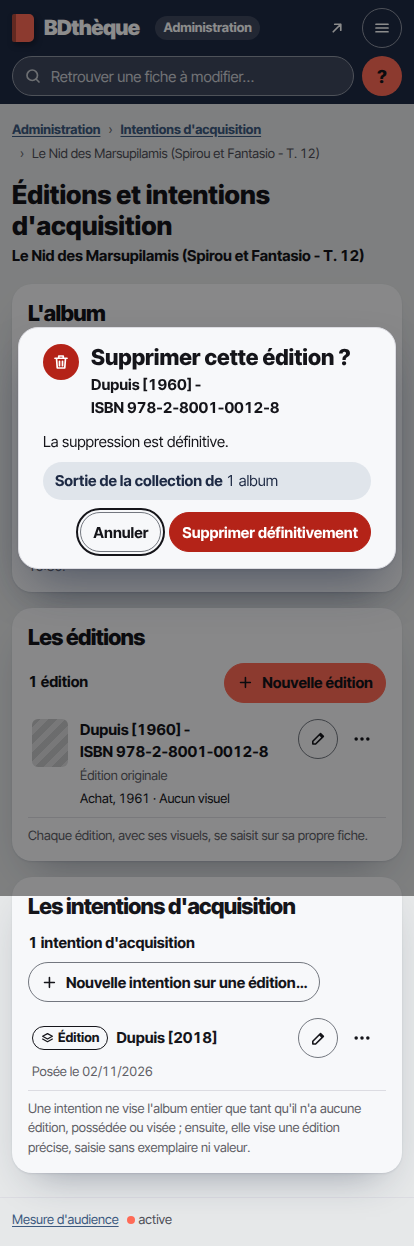 BDthèque Administration
Retrouver une fiche à modifier... ?
Administration › Intentions d'acquisition
› Le Nid des Marsupilamis (Spirou et Fantasio - T. 12)
Éditions et intentions
d'acquisition
Le Nid des Marsupilamis (Spirou et Fantasio - T. 12)
L'album
Supprimer cette édition ?
Dupuis [1960] -
ISBN 978-2-8001-0012-8
La suppression est définitive.
Sortie de la collection de 1 album
Annuler Supprimer définitivement
Les éditions
1 édition + Nouvelle édition
Dupuis [1960] -
ISBN 978-2-8001-0012-8
Édition originale
Achat, 1961 · Aucun visuel
Chaque édition, avec ses visuels, se saisit sur sa propre fiche.
Les intentions d'acquisition
1 intention d'acquisition
+ Nouvelle intention sur une édition...
Édition Dupuis [2018]
Posée le 02/11/2026
Une intention ne vise l'album entier que tant qu'il n'a aucune
édition, possédée ou visée ; ensuite, elle vise une édition
précise, saisie sans exemplaire ni valeur.
Mesure d'audience active